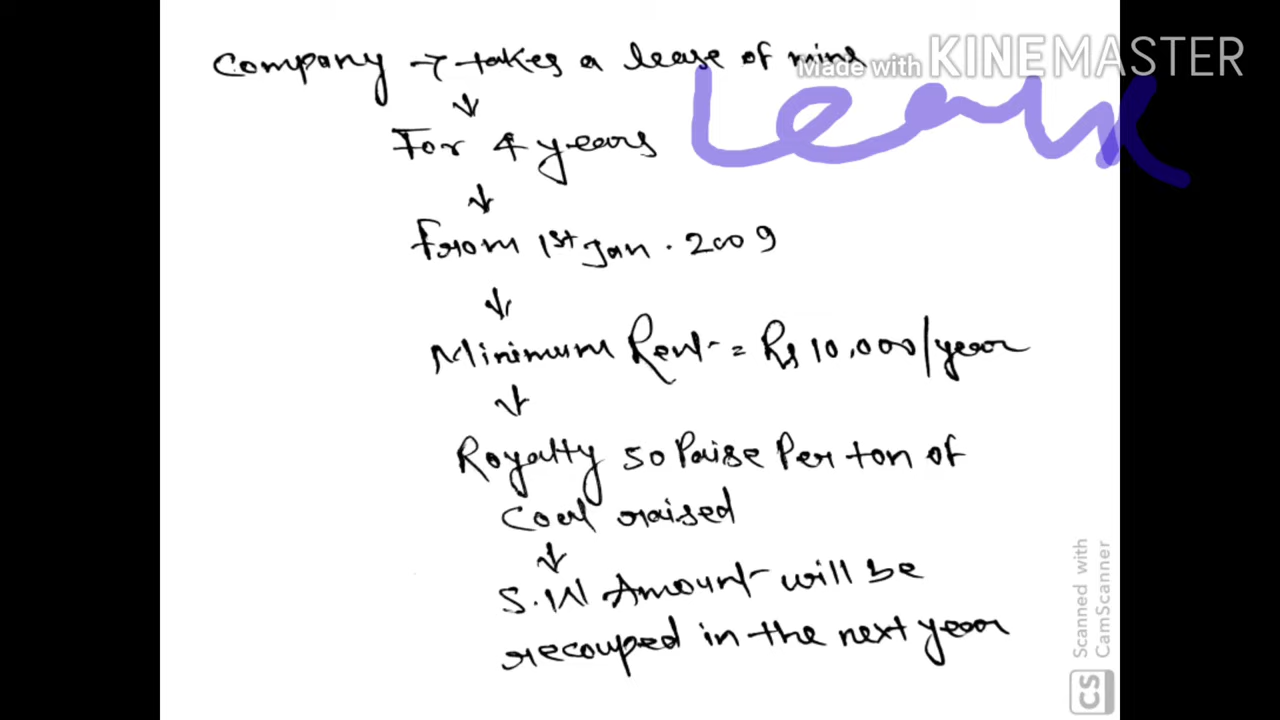 Company → takes a lease of mine
Made with KINEMASTER
Lease
↓
For 4 years
↓
From 1st Jan. 2009
↓
Minimum Rent = Rs 10,000/year
↓
Royalty 50 Paise Per ton of
Coal raised
↓
S.W Amount will be
recouped in the next year
Scanned with
CamScanner
CS